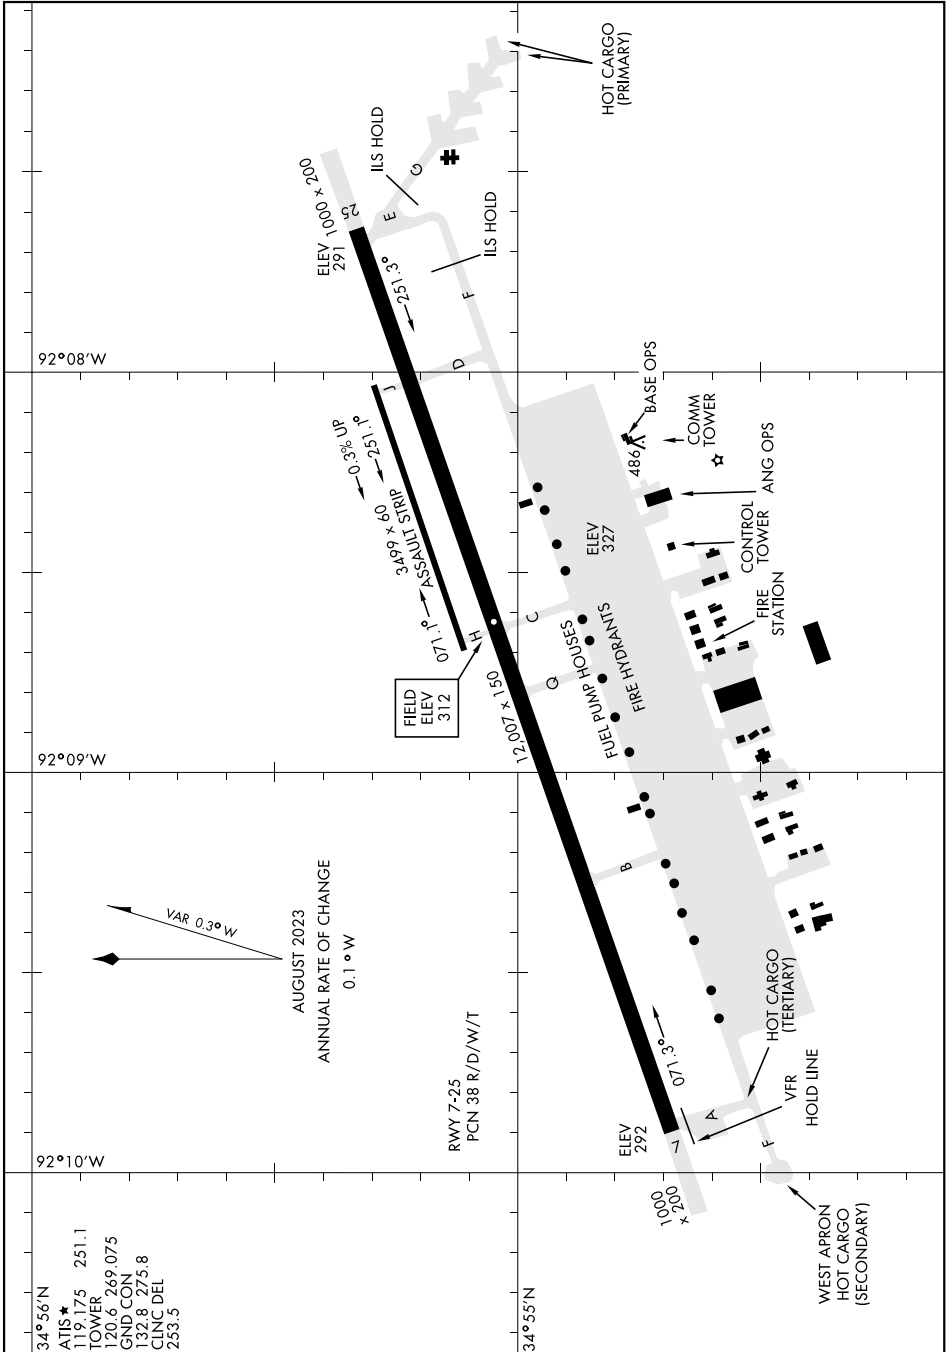 34°56'N
ATIS★
119.175 251.1
TOWER
120.6 269.075
GND CON
132.8 275.8
CLNC DEL
253.5
92°10'W
92°09'W
92°08'W
34°55'N
AUGUST 2023
ANNUAL RATE OF CHANGE
0.1° W
VAR 0.3° W
RWY 7-25
PCN 38 R/D/W/T
ELEV
292
1000
× 200
7
071.3°
A
VFR
HOLD LINE
HOT CARGO
(TERTIARY)
F
WEST APRON
HOT CARGO
(SECONDARY)
B
12,007 × 150
FIELD
ELEV
312
071.1°
ASSAULT STRIP
3499 × 60
251.1°
0.3% UP
H
C
Q
FUEL PUMP HOUSES
FIRE HYDRANTS
ELEV
327
FIRE
STATION
CONTROL
TOWER
ANG OPS
COMM
TOWER
BASE OPS
486
J
D
F
251.3°
ELEV
291
25
1000 × 200
E
G
ILS HOLD
ILS HOLD
HOT CARGO
(PRIMARY)